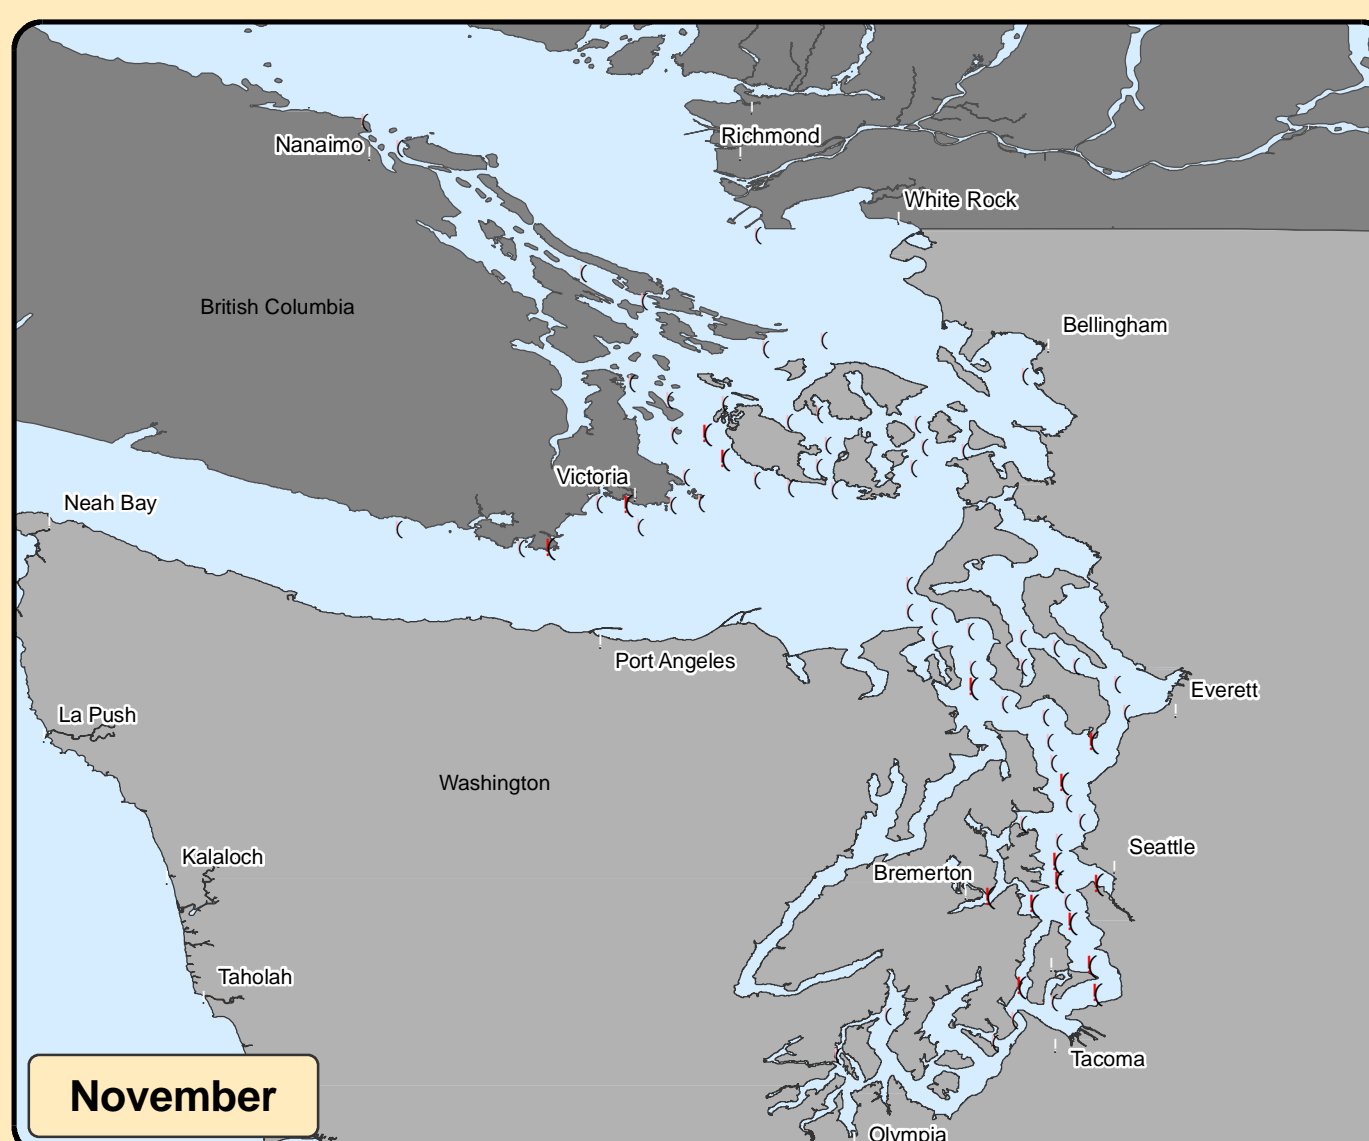 Richmond
Nanaimo
White Rock
British Columbia
Bellingham
Victoria
Neah Bay
Port Angeles
Everett
La Push
Washington
Seattle
Kalaloch
Bremerton
Taholah
Tacoma
November
Olympia